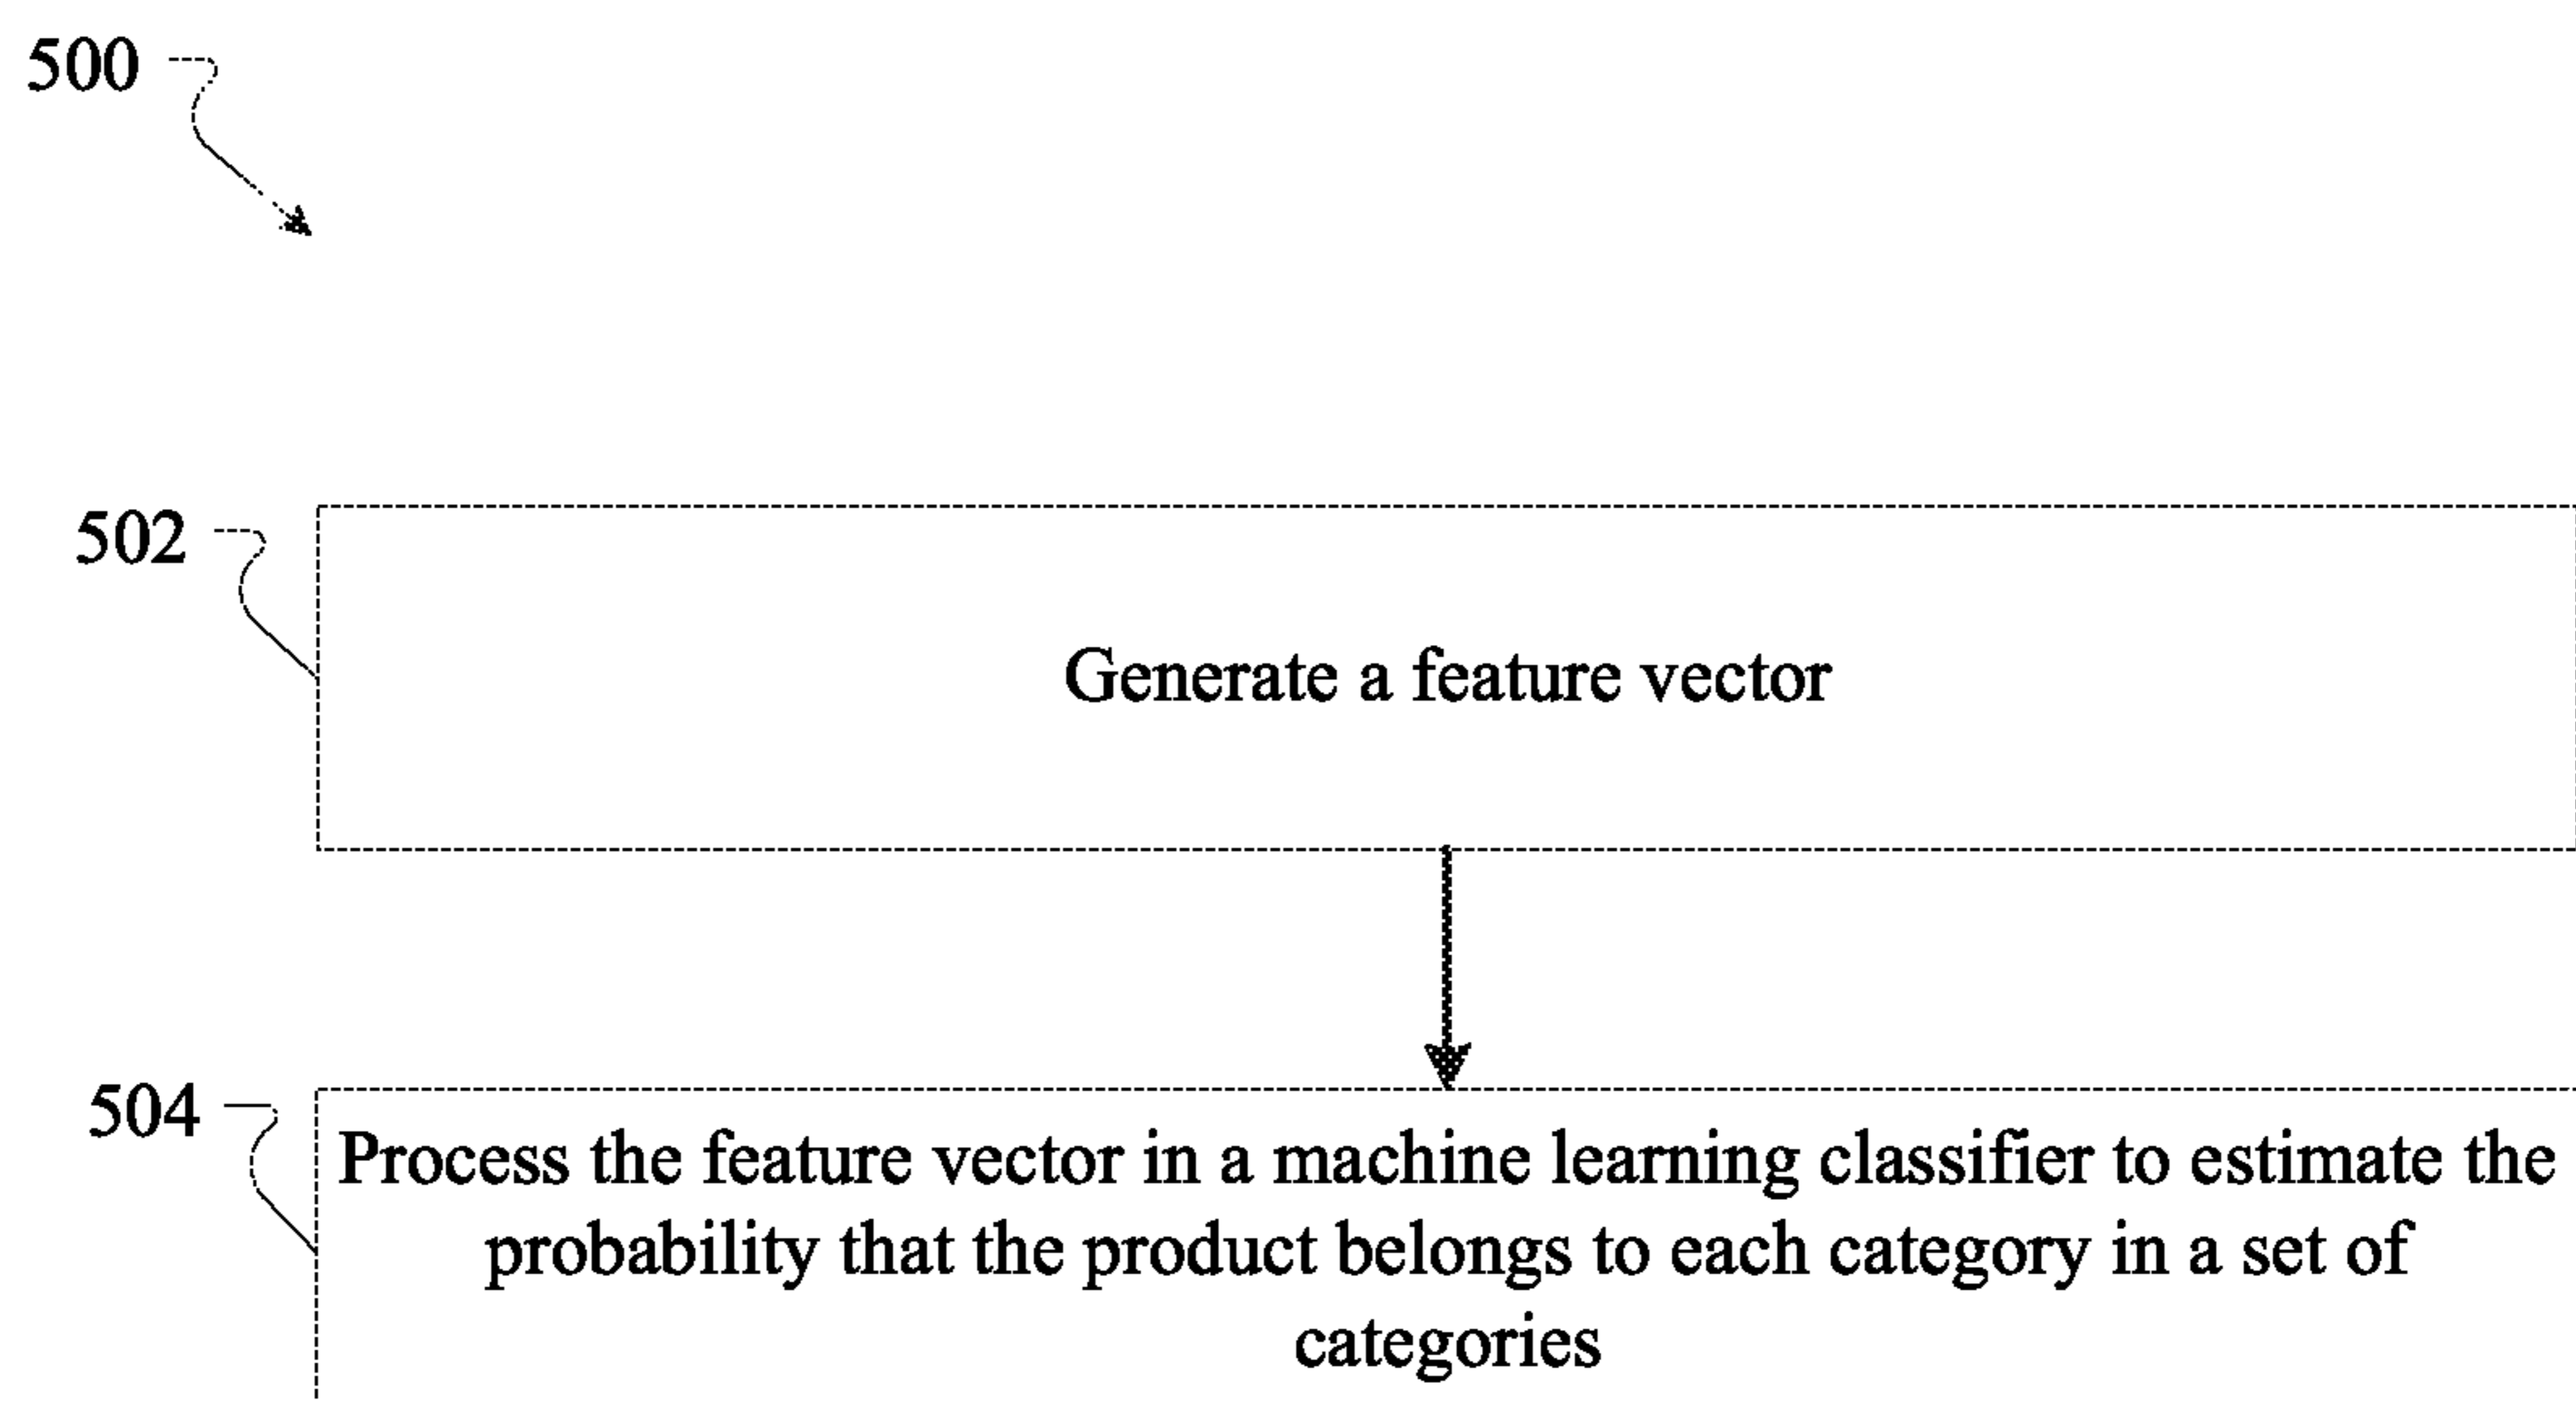 500
502
Generate a feature vector
504
Process the feature vector in a machine learning classifier to estimate the
probability that the product belongs to each category in a set of
categories